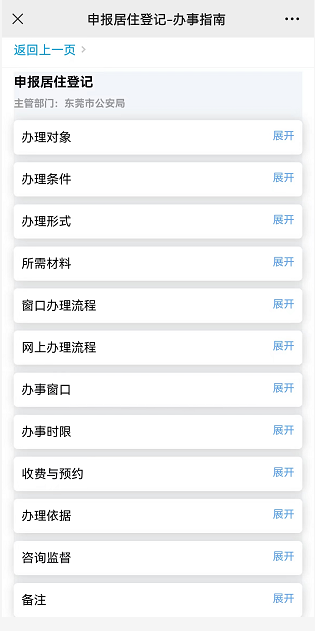 申报居住登记-办事指南
返回上一页
申报居住登记
主管部门：东莞市公安局
办理对象 展开
办理条件 展开
办理形式 展开
所需材料 展开
窗口办理流程 展开
网上办理流程 展开
办事窗口 展开
办事时限 展开
收费与预约 展开
办理依据 展开
咨询监督 展开
备注 展开